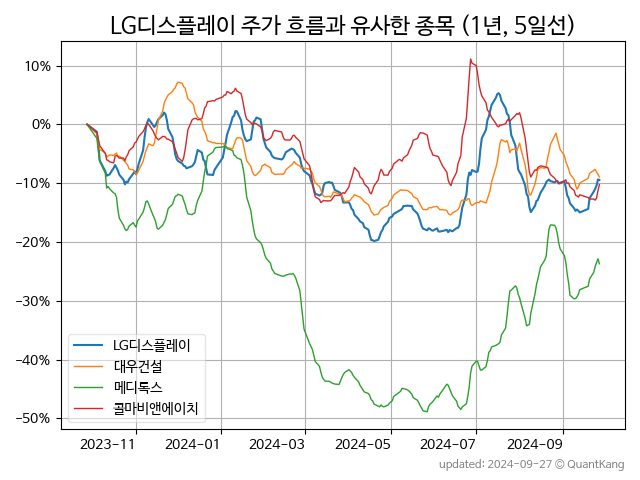 LG디스플레이 주가 흐름과 유사한 종목 (1년, 5일선)
10%
0%
−10%
−20%
−30%
−40%
−50%
LG디스플레이
대우건설
메디톡스
콜마비앤에이치
2023-11
2024-01
2024-03
2024-05
2024-07
2024-09
updated: 2024-09-27 © QuantKang